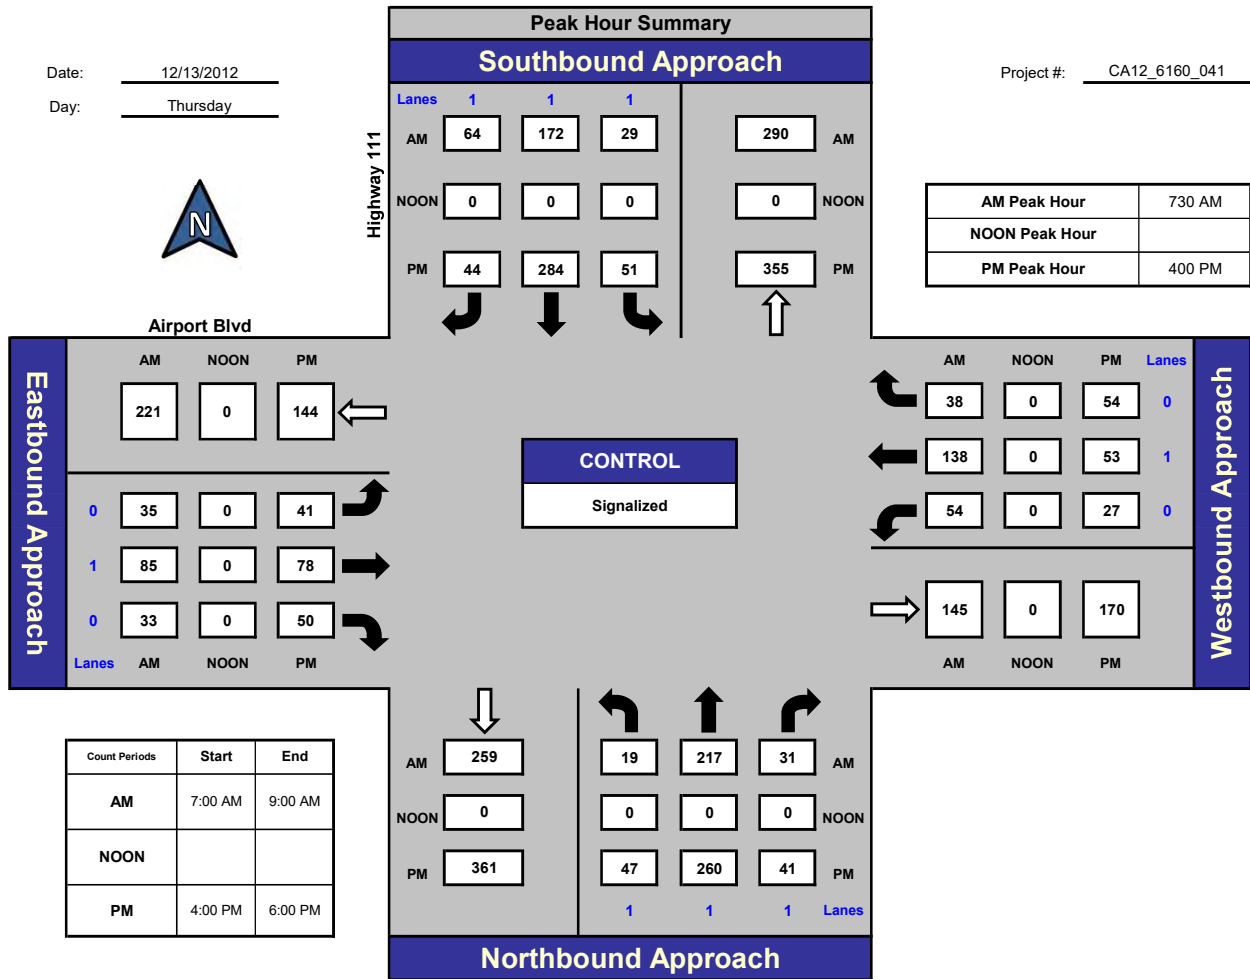 Peak Hour Summary
Southbound Approach
Date: 12/13/2012
Project #: CA12_6160_041
Day: Thursday
Lanes 1 1 1
AM 64 172 29 290 AM
NOON 0 0 0 0 NOON
PM 44 284 51 355 PM
Highway 111
N
AM Peak Hour 730 AM
NOON Peak Hour
PM Peak Hour 400 PM
Airport Blvd
Eastbound Approach
AM NOON PM
221 0 144
0 35 0 41
1 85 0 78
0 33 0 50
Lanes AM NOON PM
CONTROL
Signalized
AM NOON PM Lanes
38 0 54 0
138 0 53 1
54 0 27 0
145 0 170
AM NOON PM
Westbound Approach
Count Periods Start End
AM 7:00 AM 9:00 AM
NOON
PM 4:00 PM 6:00 PM
AM 259 19 217 31 AM
NOON 0 0 0 0 NOON
PM 361 47 260 41 PM
1 1 1 Lanes
Northbound Approach